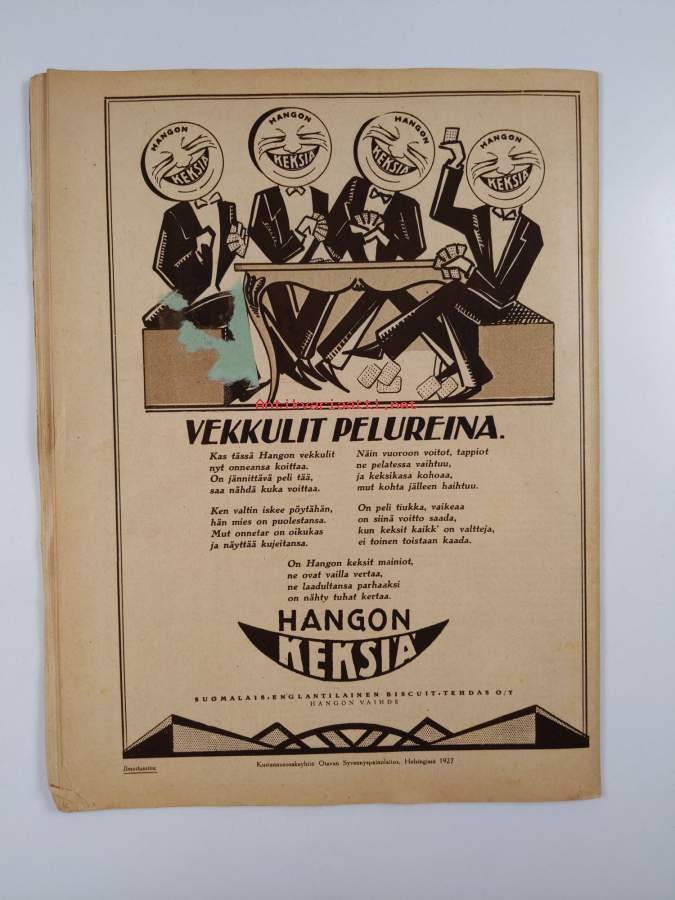 HANGON KEKSIÄ
HANGON KEKSIÄ
HANGON KEKSIÄ
HANGON KEKSIÄ
Antikvariaatti.net
VEKKULIT PELUREINA.
Kas tässä Hangon vekkulit
nyt onneansa koittaa.
On jännittävä peli tää,
saa nähdä kuka voittaa.
Ken valtin iskee pöytähän,
hän mies on puolestansa.
Mut onnetar on oikukas
ja näyttää kujeitansa.
Näin vuoroon voitot, tappiot
ne pelatessa vaihtuu,
ja keksikasa kohoaa,
mut kohta jälleen haihtuu.
On peli tiukka, vaikeaa
on siinä voitto saada,
kun keksit kaikk' on valtteja,
ei toinen toistaan kaada.
On Hangon keksit mainiot,
ne ovat vailla vertaa,
ne laadultansa parhaaksi
on nähty tuhat kertaa.
HANGON
KEKSIÄ
SUOMALAIS-ENGLANTILAINEN BISCUIT-TEHDAS O/Y
HANGON VAIHDE
Ilmoitussivu
Kustannusosakeyhtiö Otavan Syvennyspainolaitos, Helsingissä 1927